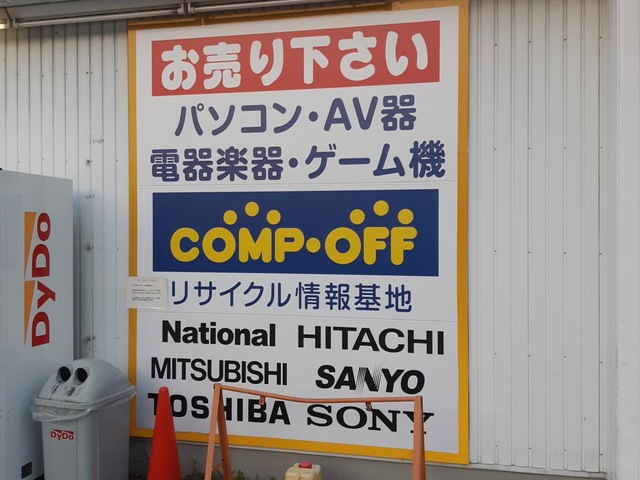 お売り下さい
パソコン・AV器
電器楽器・ゲーム機
COMP・OFF
リサイクル情報基地
National HITACHI
MITSUBISHI SANYO
TOSHIBA SONY
DyDo
DyDo